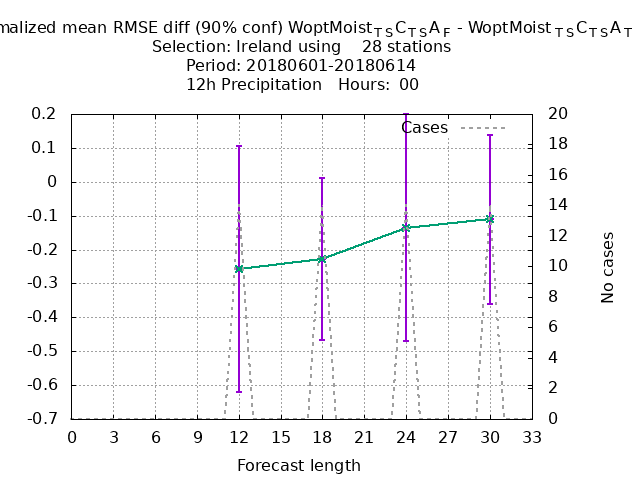 malized mean RMSE diff (90% conf) WoptMoist_TSC_TSA_F - WoptMoist_TSC_TSA_T
Selection: Ireland using 28 stations
Period: 20180601-20180614
12h Precipitation Hours: 00
Cases
0.2
0.1
0
-0.1
-0.2
-0.3
-0.4
-0.5
-0.6
-0.7
20
18
16
14
12
10
8
6
4
2
0
No cases
0 3 6 9 12 15 18 21 24 27 30 33
Forecast length